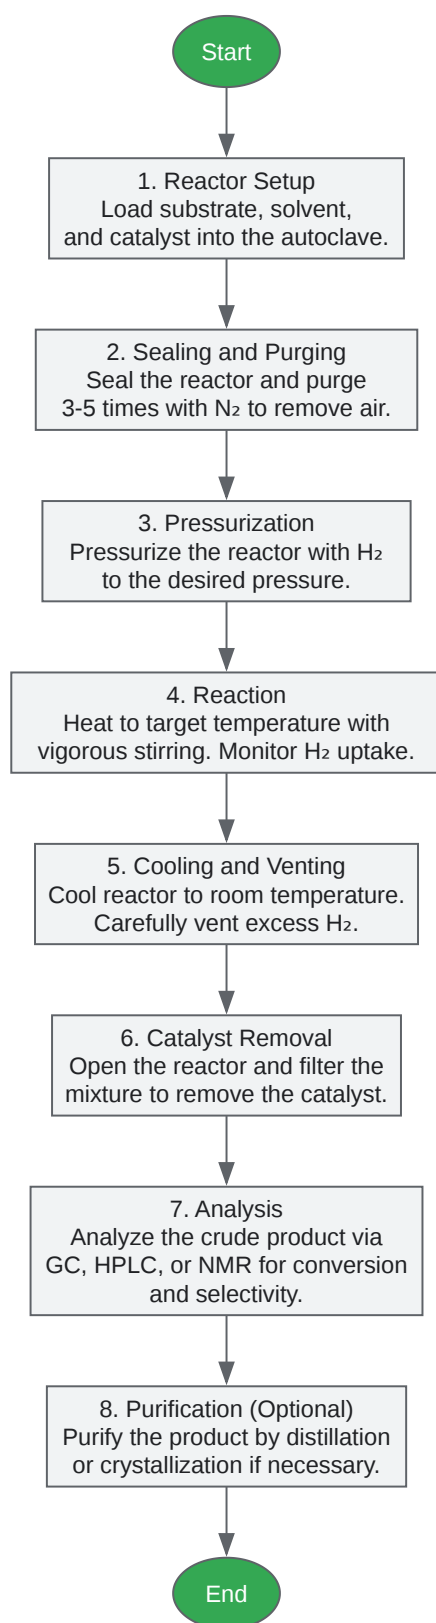 Start
1. Reactor Setup
Load substrate, solvent,
and catalyst into the autoclave.
2. Sealing and Purging
Seal the reactor and purge
3-5 times with N₂ to remove air.
3. Pressurization
Pressurize the reactor with H₂
to the desired pressure.
4. Reaction
Heat to target temperature with
vigorous stirring. Monitor H₂ uptake.
5. Cooling and Venting
Cool reactor to room temperature.
Carefully vent excess H₂.
6. Catalyst Removal
Open the reactor and filter the
mixture to remove the catalyst.
7. Analysis
Analyze the crude product via
GC, HPLC, or NMR for conversion
and selectivity.
8. Purification (Optional)
Purify the product by distillation
or crystallization if necessary.
End